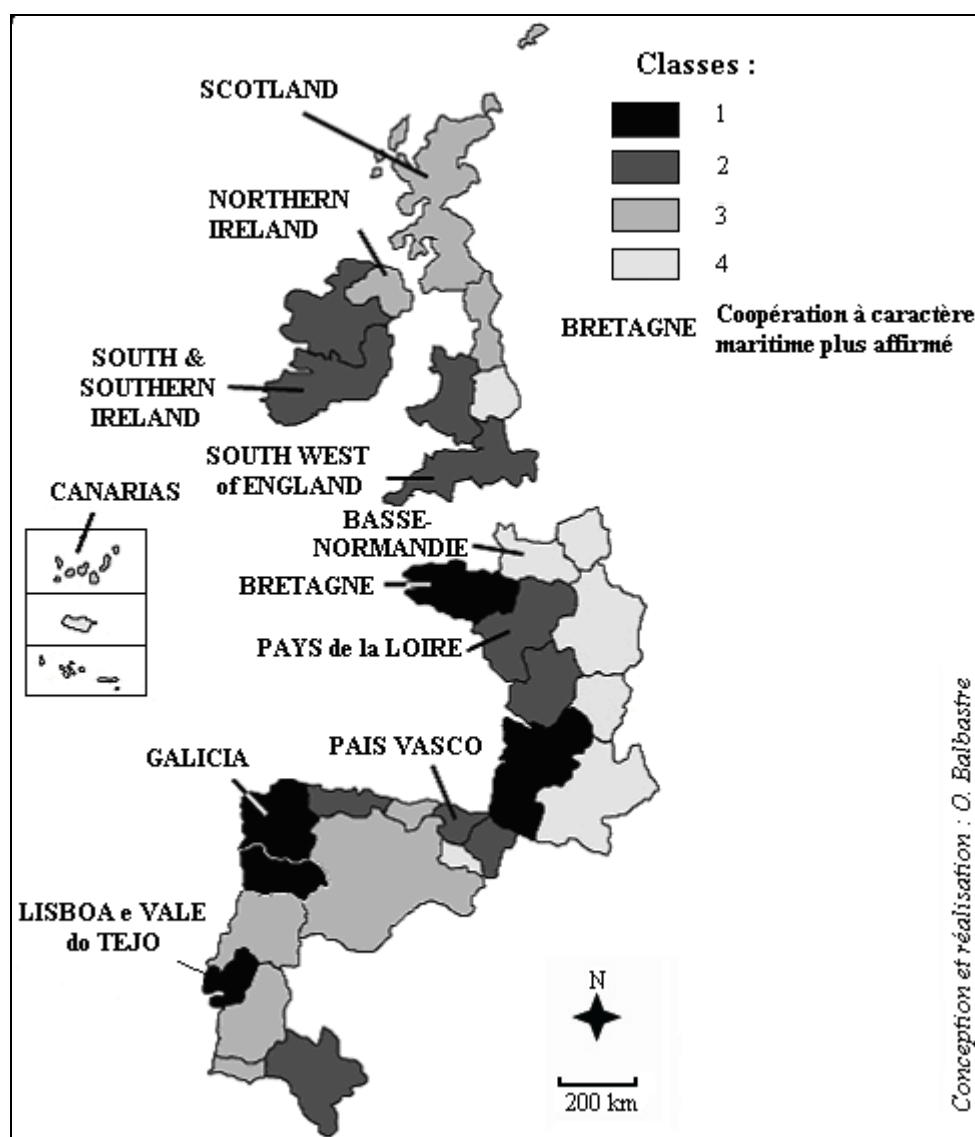 SCOTLAND
Classes :
1
2
3
4
NORTHERN
IRELAND
BRETAGNE
Coopération à caractère
maritime plus affirmé
SOUTH &
SOUTHERN
IRELAND
SOUTH WEST
of ENGLAND
CANARIAS
BASSE-
NORMANDIE
BRETAGNE
PAYS de la LOIRE
PAIS VASCO
GALICIA
LISBOA e VALE
do TEJO
N
200 km
Conception et réalisation : O. Balbastre